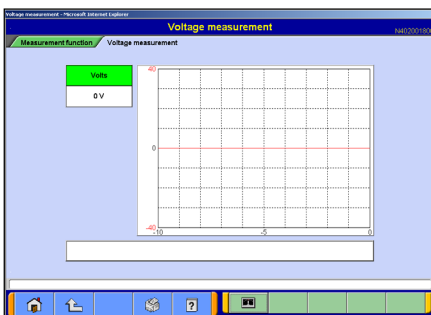 Voltage measurement - Microsoft Internet Explorer
Voltage measurement
Measurement function
Voltage measurement
Volts
0 V
40
0
-40
-10
-5
0
?